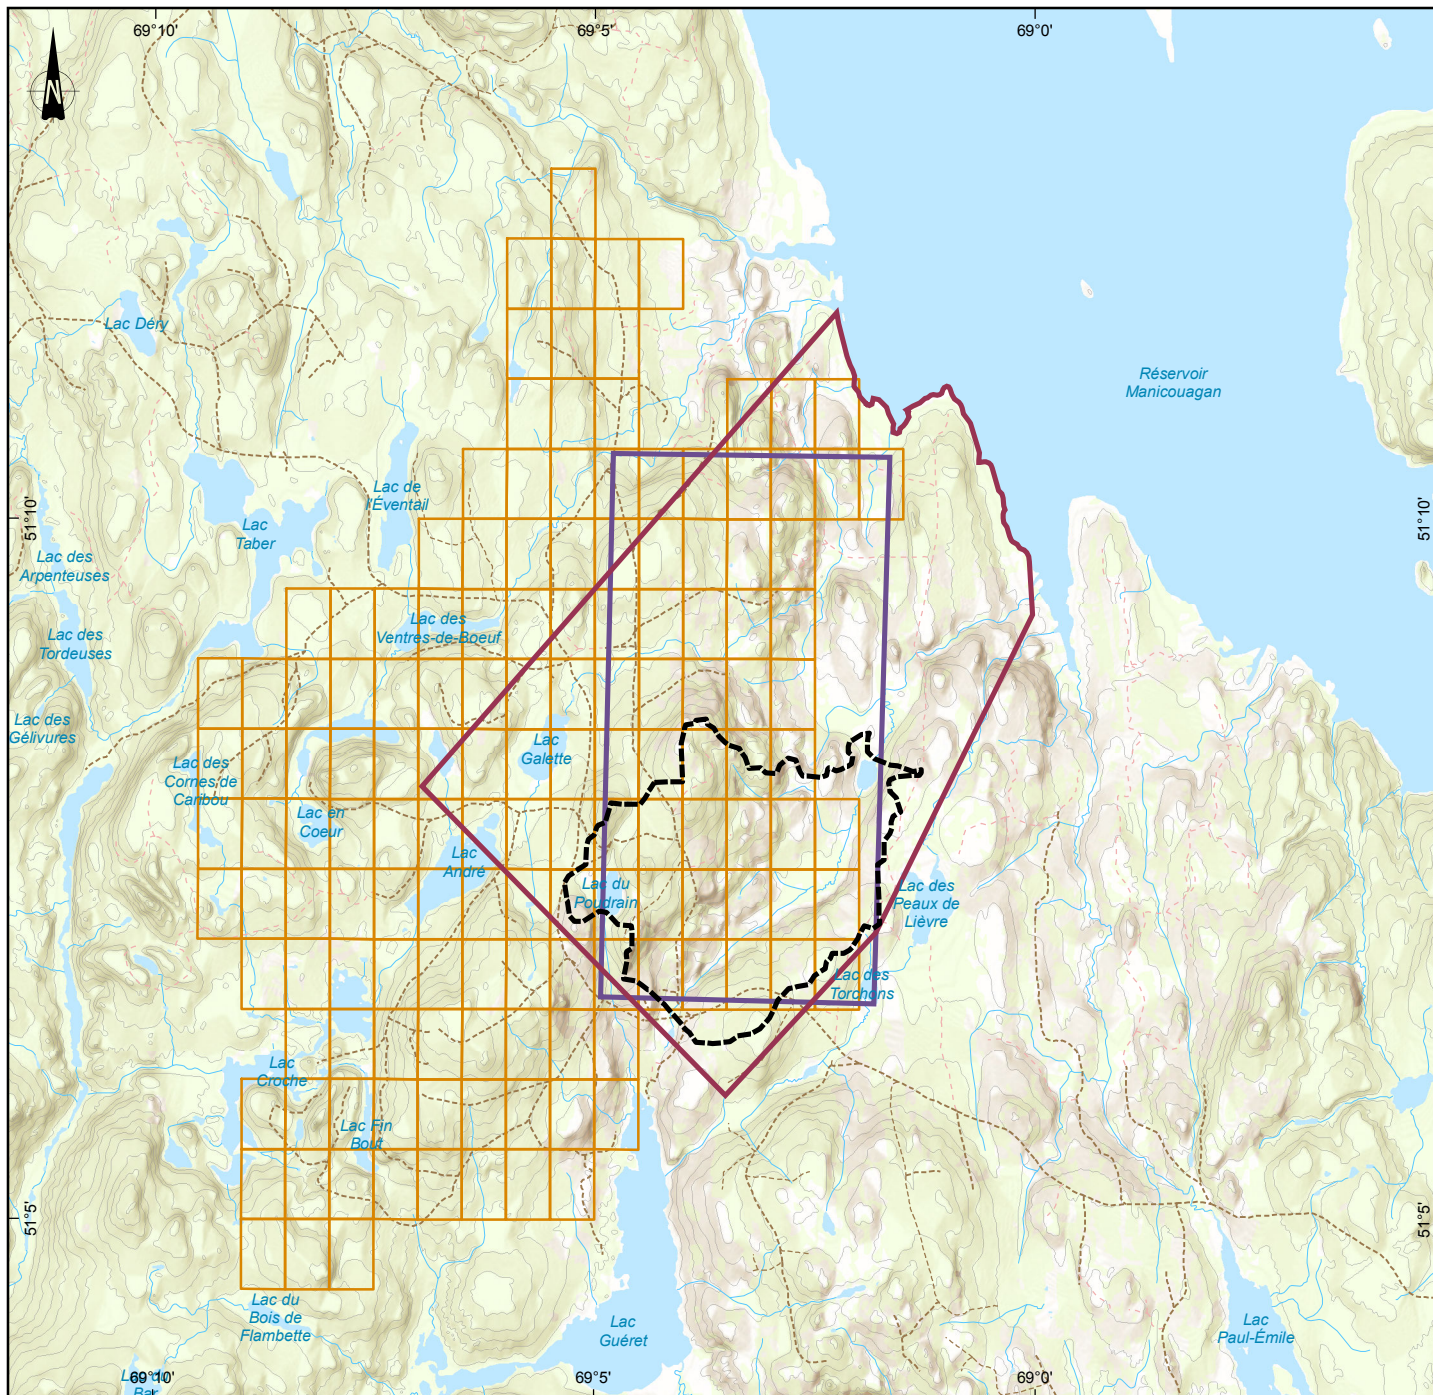 69°10'
69°5'
69°0'
N
Lac Déry
Réservoir
Manicouagan
Lac de
l'Éventail
51°10'
51°10'
Lac
Taber
Lac des
Arpenteuses
Lac des
Ventres-de-Boeuf
Lac des
Tordeuses
Lac des
Gélivures
Lac
Galette
Lac des
Cornes de
Caribou
Lac en
Coeur
Lac
André
Lac du
Poudrain
Lac des
Peaux de
Lièvre
Lac des
Torchons
Lac
Croche
Lac Fin
Bout
51°5'
51°5'
Lac du
Bois de
Flambette
Lac
Guéret
Lac
Paul-Émile
69°10'
69°5'
69°0'
Bar